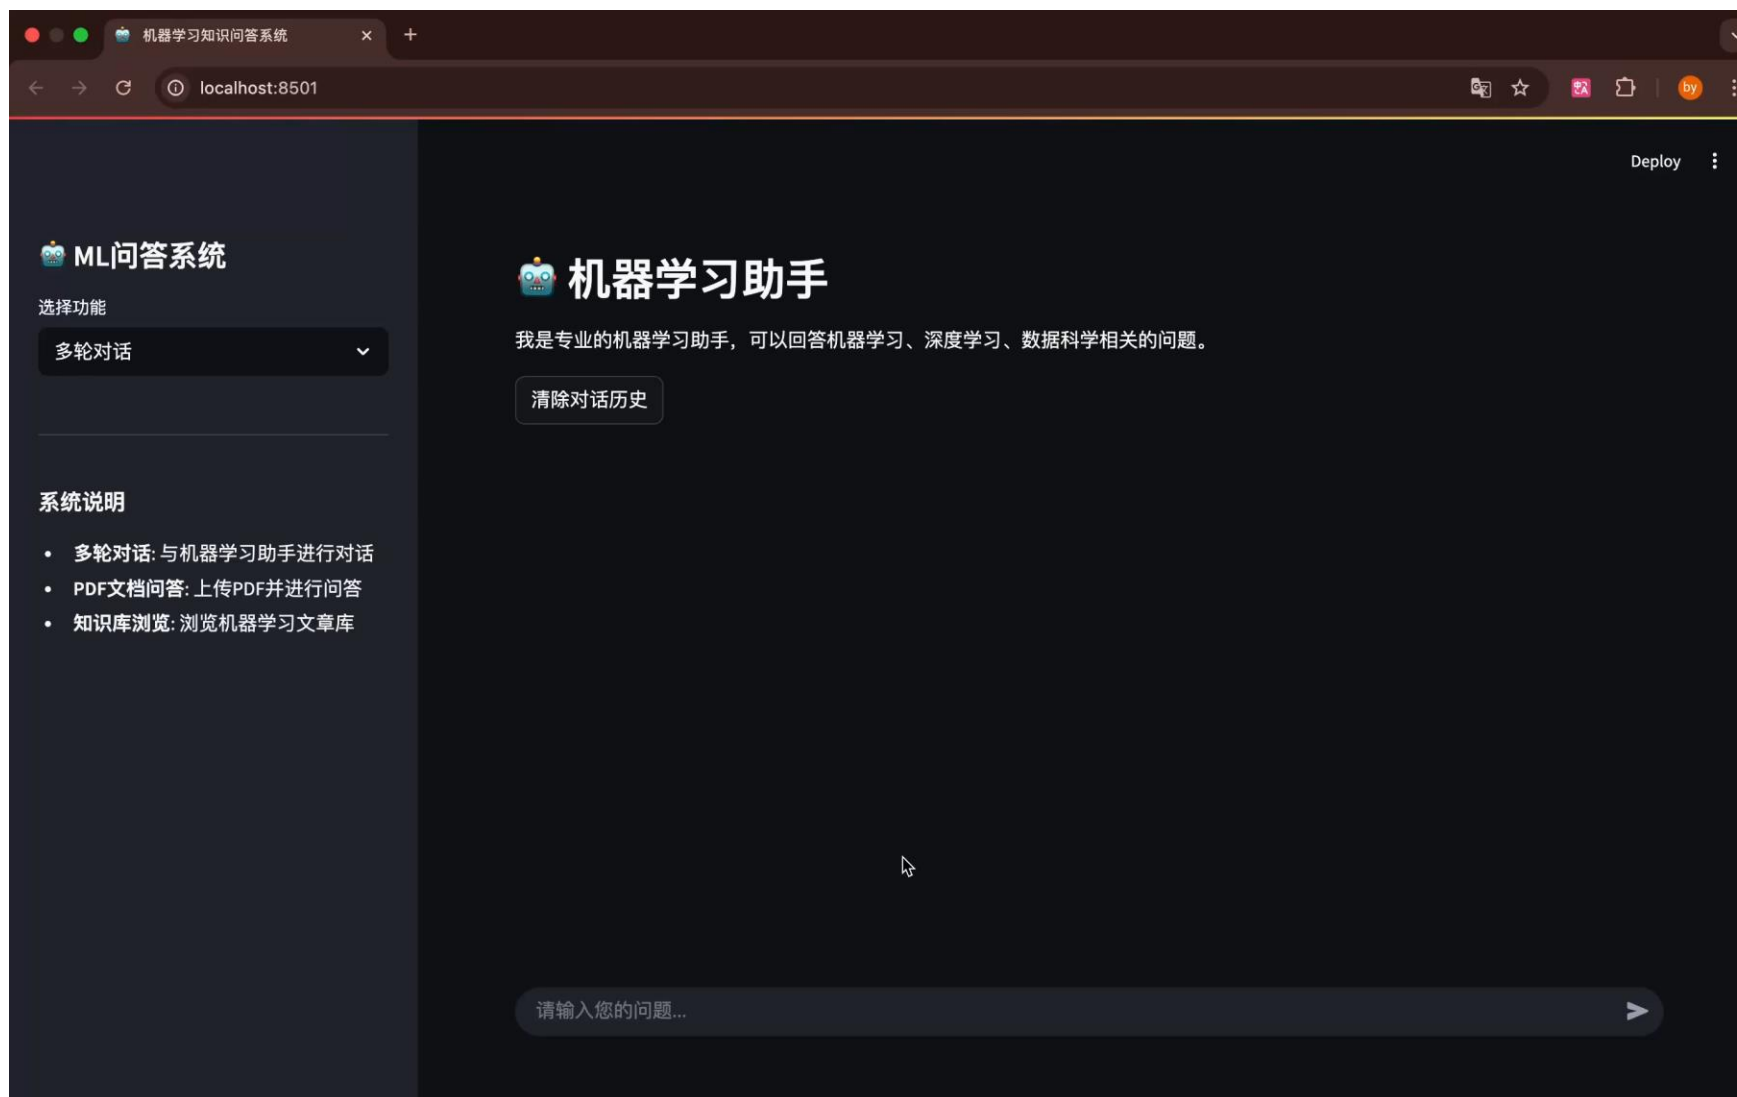 机器学习知识问答系统
localhost:8501
by
Deploy
ML问答系统
选择功能
多轮对话
系统说明
• 多轮对话: 与机器学习助手进行对话
• PDF文档问答: 上传PDF并进行问答
• 知识库浏览: 浏览机器学习文章库
机器学习助手
我是专业的机器学习助手，可以回答机器学习、深度学习、数据科学相关的问题。
清除对话历史
请输入您的问题...